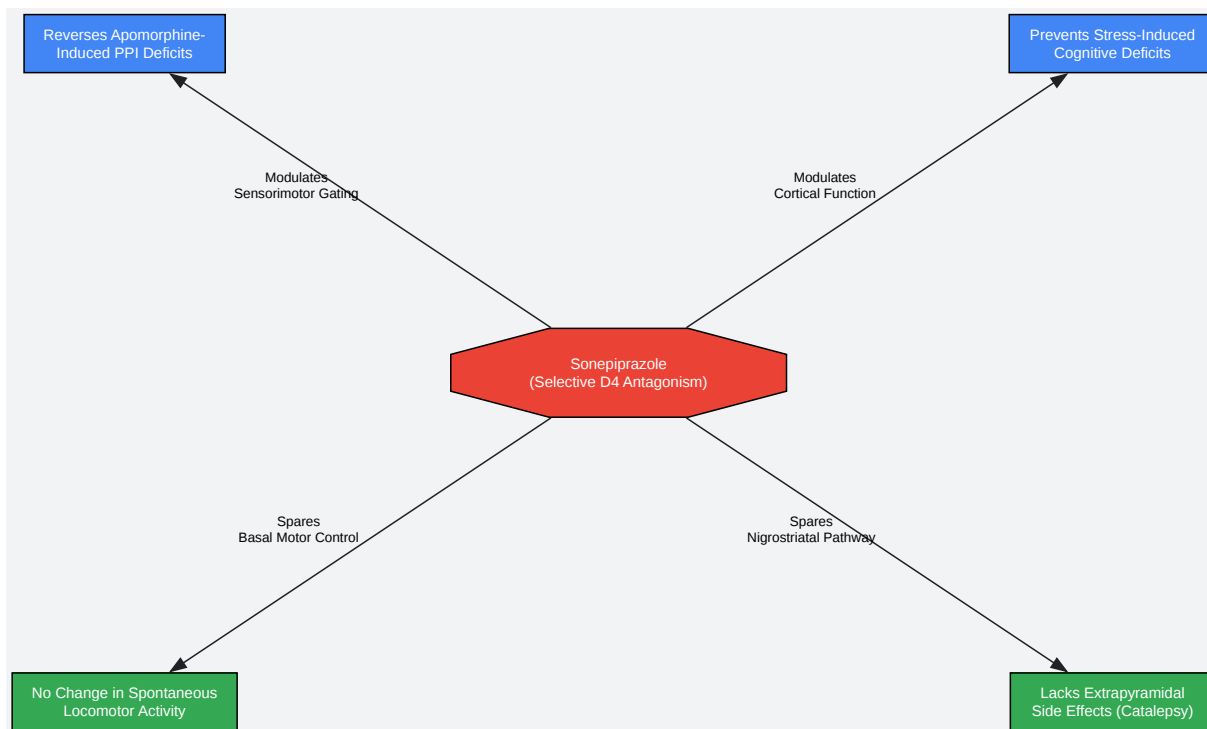 Reverses Apomorphine-
Induced PPI Deficits
Prevents Stress-Induced
Cognitive Deficits
Modulates
Sensorimotor Gating
Modulates
Cortical Function
Sonepiprazole
(Selective D4 Antagonism)
Spares
Basal Motor Control
Spares
Nigrostriatal Pathway
No Change in Spontaneous
Locomotor Activity
Lacks Extrapyramidal
Side Effects (Catalepsy)